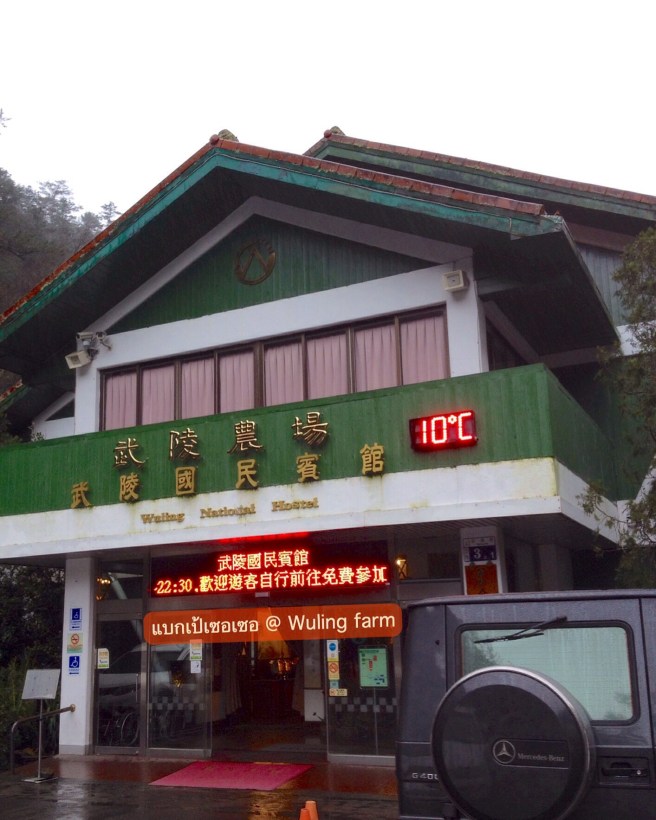 武陵農場
10°C
武陵國民賓館
Wuling National Hostel
武陵國民賓館
-22:30.歡迎遊客自行前往免費參加
แบกเป้เซอเซอ @ Wuling farm
Mercedes-Benz